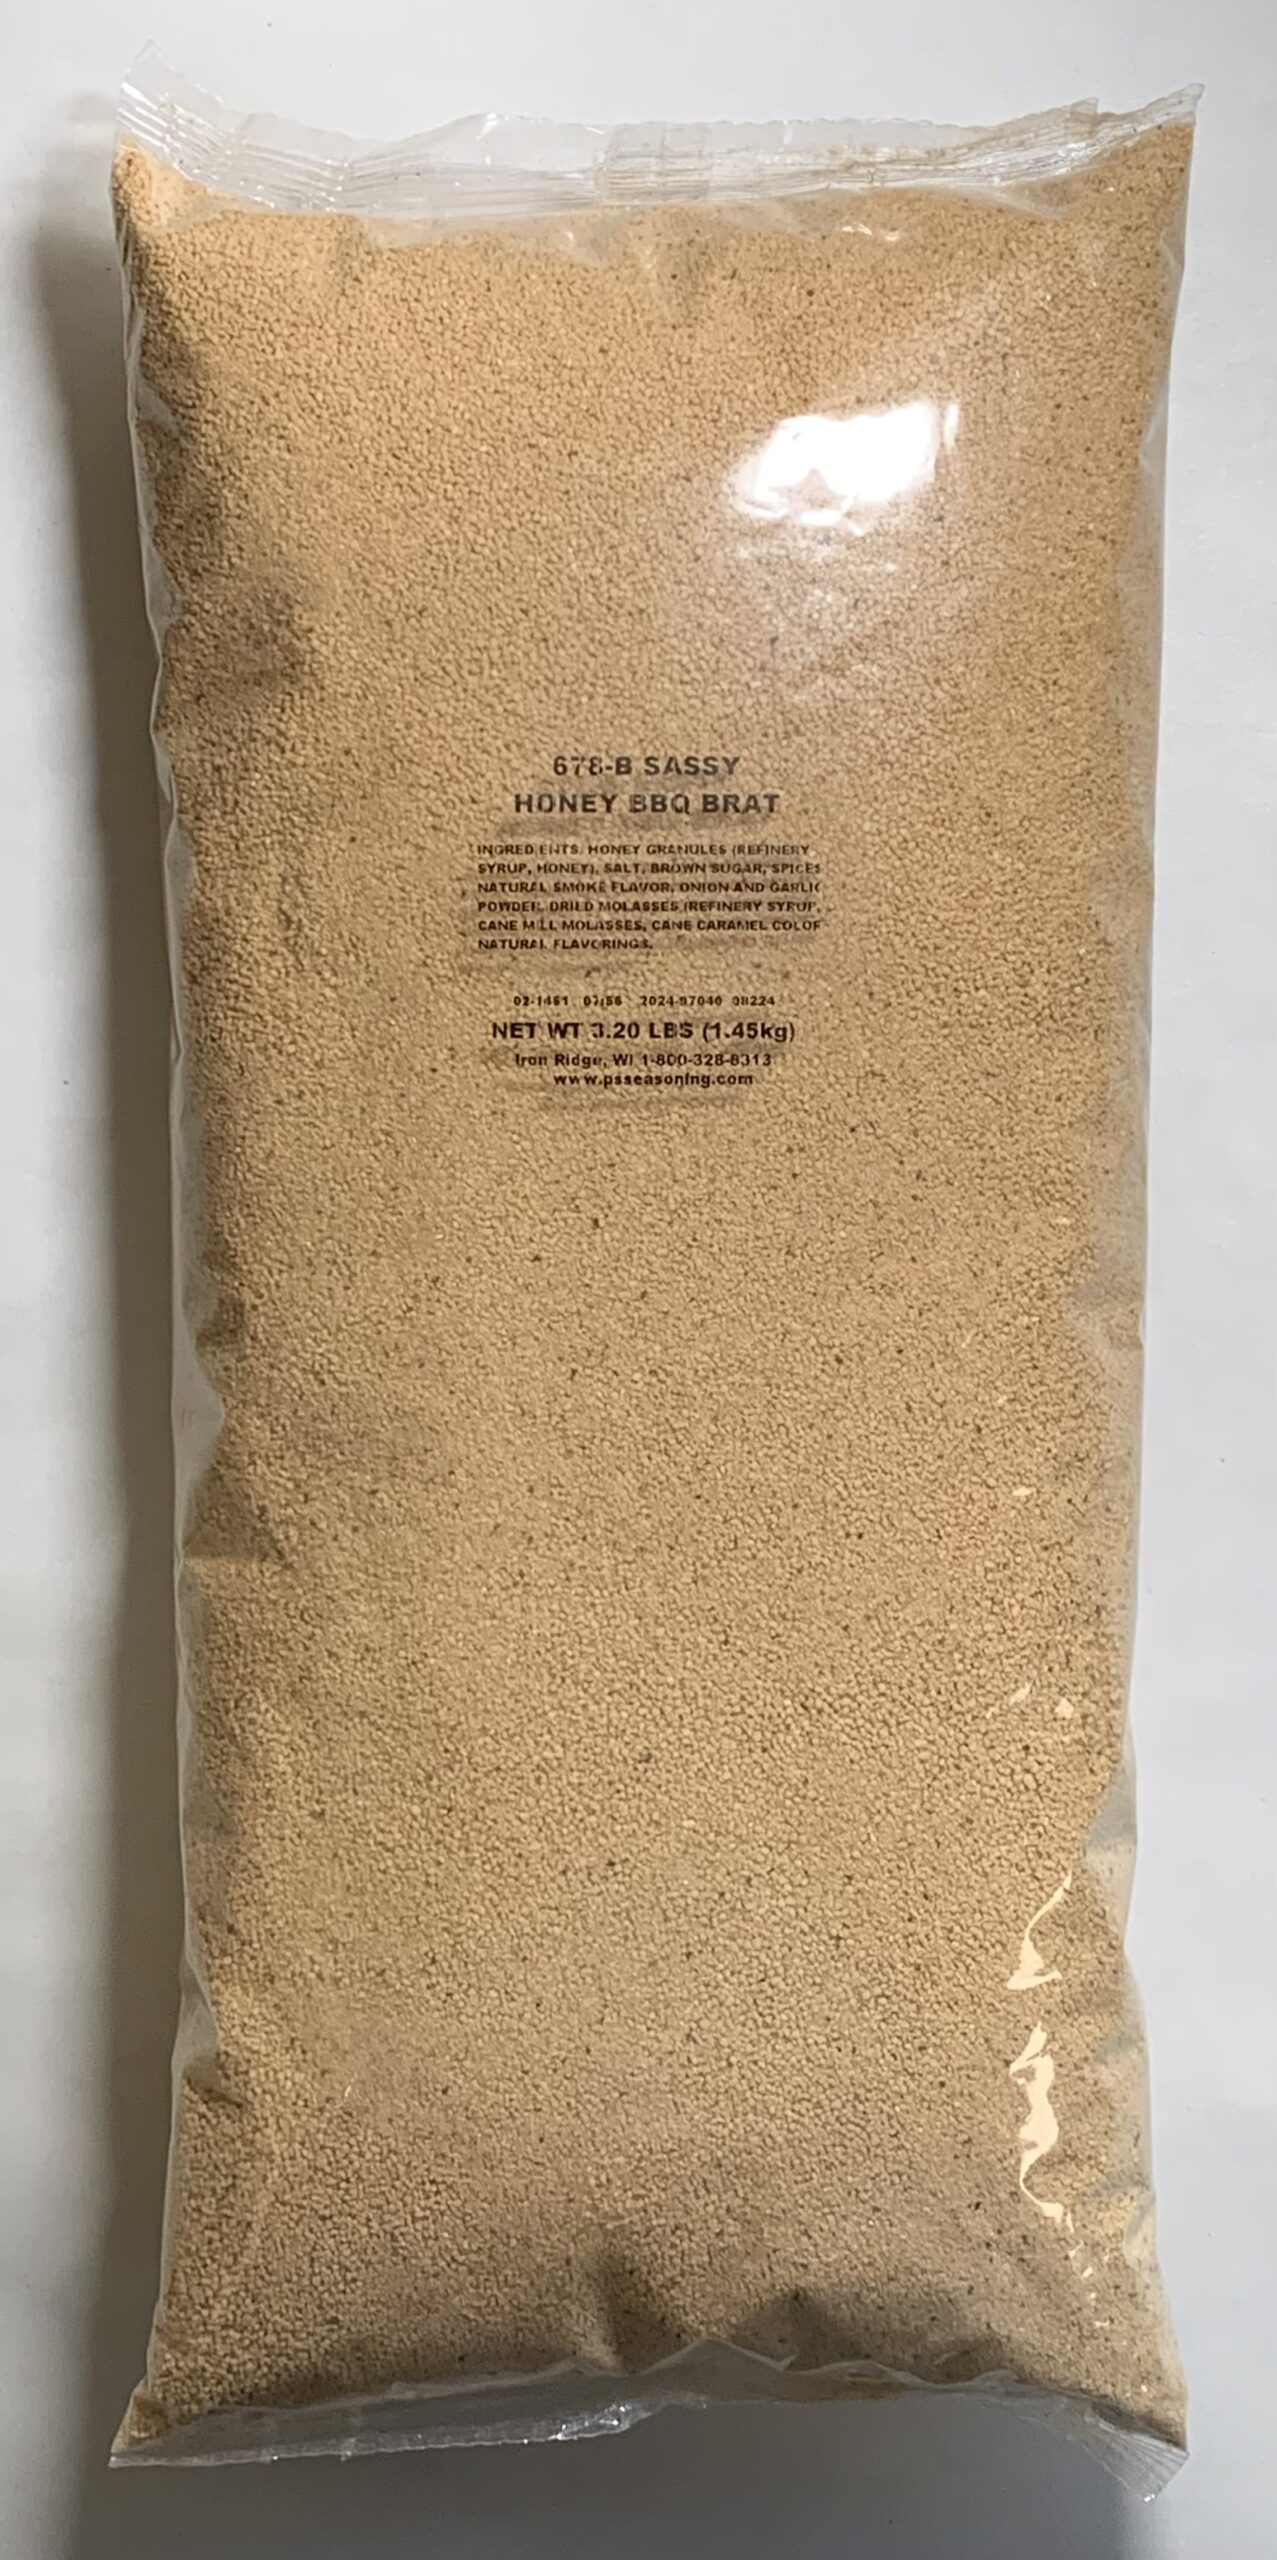 678-B SASSY
HONEY BBQ BRAT
INGREDIENTS: HONEY GRANULES (REFINERY
SYRUP, HONEY), SALT, BROWN SUGAR, SPICES
NATURAL SMOKE FLAVOR, ONION AND GARLIC
POWDER, DRIED MOLASSES (REFINERY SYRUP,
CANE MILL MOLASSES, CANE CARAMEL COLOR
NATURAL FLAVORINGS.
02-1461 07:56 2024-97040 08224
NET WT 3.20 LBS (1.45kg)
Iron Ridge, WI 1-800-328-8313
www.psseasoning.com